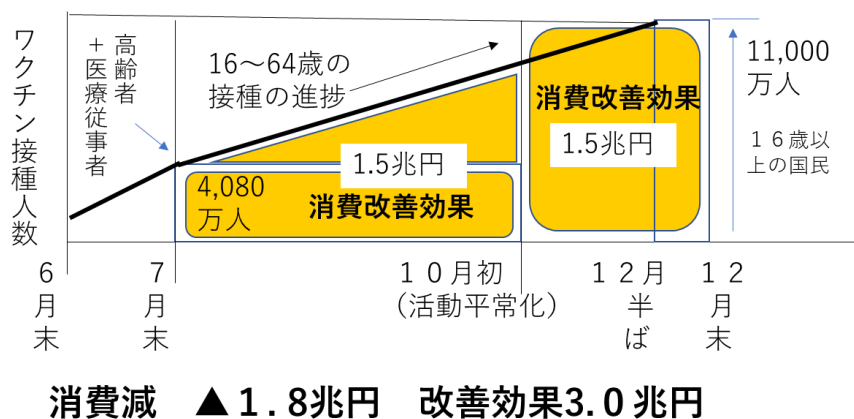 ワクチン接種人数
高齢者
＋医療従事者
16～64歳の
接種の進捗
1.5兆円
4,080
万人
消費改善効果
消費改善効果
1.5兆円
11,000
万人
１６歳以
上の国民
６月末
７月末
１０月初
（活動平常化）
１２月
半ば
１２
月末
消費減　▲１.８兆円　改善効果3.０兆円